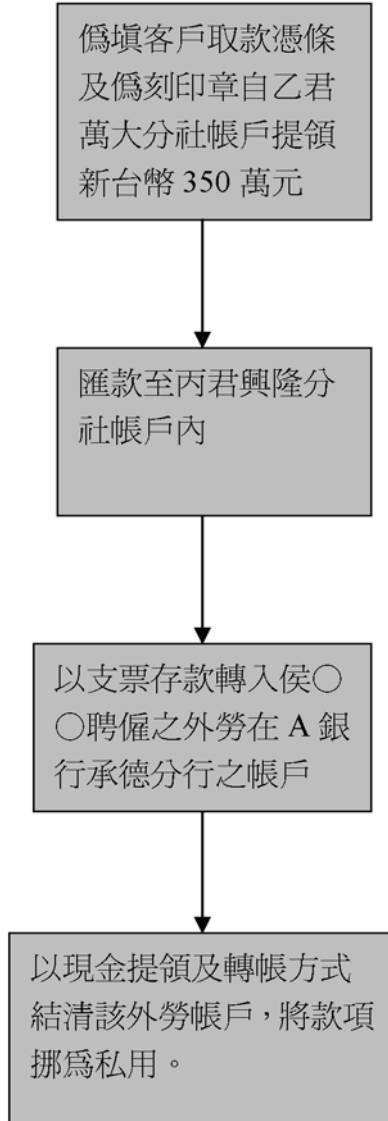 偽填客戶取款憑條
及偽刻印章自乙君
萬大分社帳戶提領
新台幣 350 萬元
匯款至丙君興隆分
社帳戶內
以支票存款轉入侯○
○聘僱之外勞在 A 銀
行承德分行之帳戶
以現金提領及轉帳方式
結清該外勞帳戶，將款項
挪為私用。